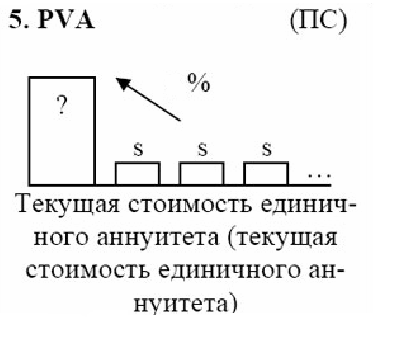 5. PVA (ПС)
%
?
s s s
...
Текущая стоимость единич-
ного аннуитета (текущая
стоимость единичного ан-
нуитета)